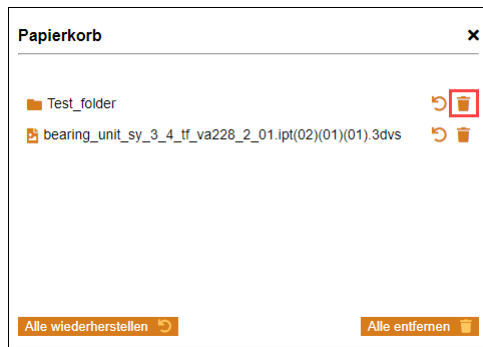 Papierkorb
Test_folder
bearing_unit_sy_3_4_tf_va228_2_01.ipt(02)(01)(01).3dvs
Alle wiederherstellen
Alle entfernen